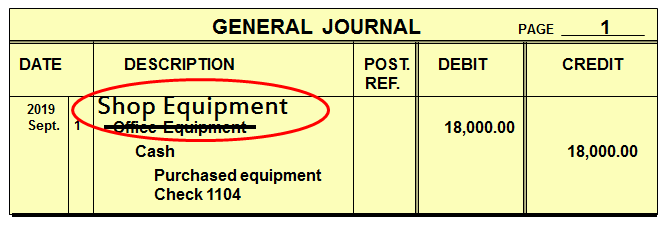 GENERAL JOURNAL PAGE 1
DATE DESCRIPTION POST. REF. DEBIT CREDIT
2019 Shop Equipment
Sept. 1 Office Equipment 18,000.00
Cash 18,000.00
Purchased equipment
Check 1104